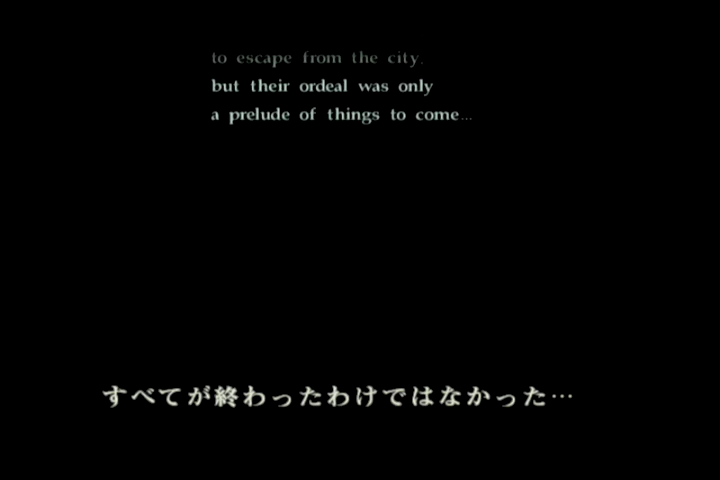 to escape from the city.
but their ordeal was only
a prelude of things to come...
すべてが終わったわけではなかった…